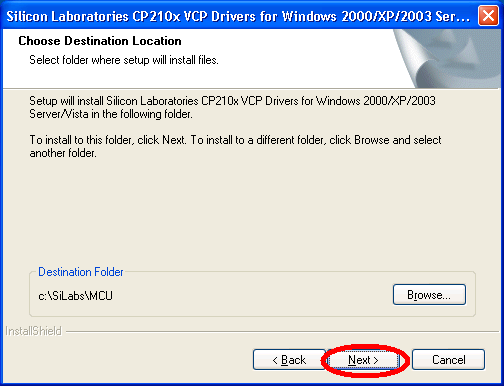 Silicon Laboratories CP210x VCP Drivers for Windows 2000/XP/2003 Ser...
Choose Destination Location
Select folder where setup will install files.
Setup will install Silicon Laboratories CP210x VCP Drivers for Windows 2000/XP/2003
Server/Vista in the following folder.
To install to this folder, click Next. To install to a different folder, click Browse and select
another folder.
Destination Folder
c:\SiLabs\MCU
Browse...
InstallShield
< Back
Next >
Cancel